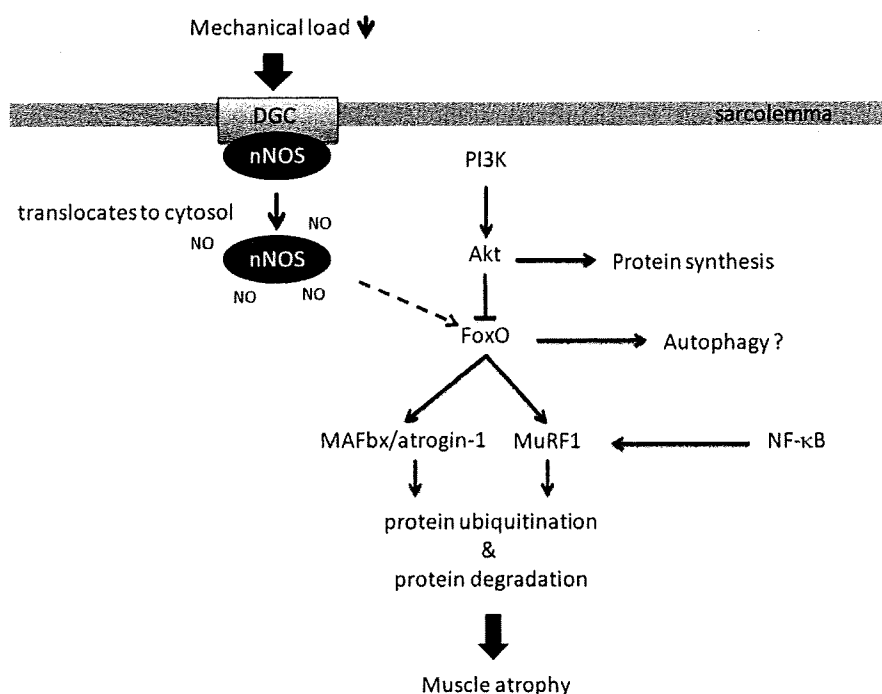 Mechanical load
DGC
sarcolemma
nNOS
PI3K
translocates to cytosol
NO
NO
nNOS
Akt
Protein synthesis
NO
NO
FoxO
Autophagy ?
MAFbx/atrogin-1
MuRF1
NF-κB
protein ubiquitination
&
protein degradation
Muscle atrophy